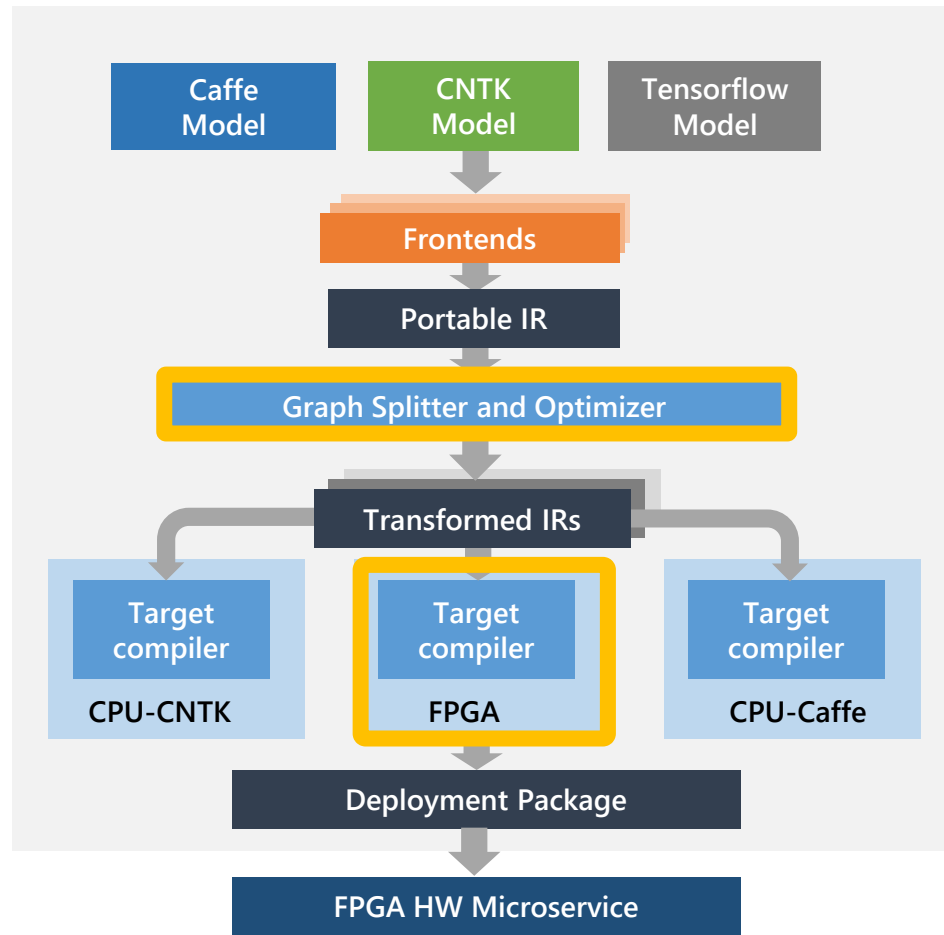 Caffe
Model
CNTK
Model
Tensorflow
Model
Frontends
Portable IR
Graph Splitter and Optimizer
Transformed IRs
Target
compiler
CPU-CNTK
Target
compiler
FPGA
Target
compiler
CPU-Caffe
Deployment Package
FPGA HW Microservice